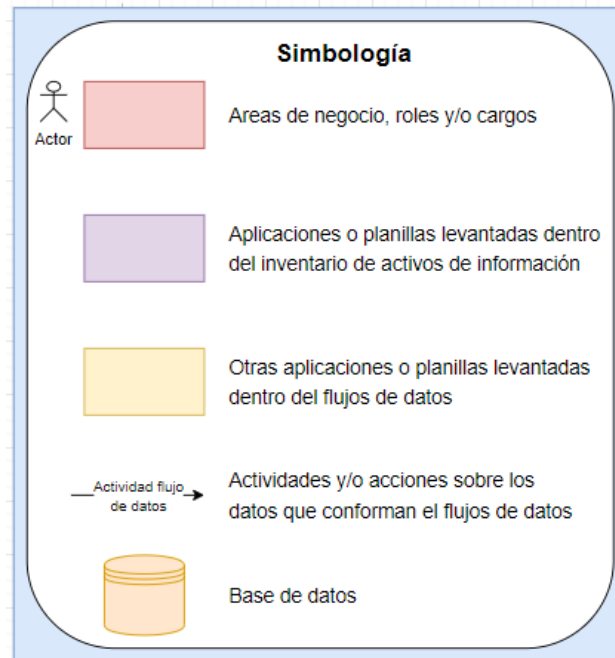 Simbología
Actor
Areas de negocio, roles y/o cargos
Aplicaciones o planillas levantadas dentro
del inventario de activos de información
Otras aplicaciones o planillas levantadas
dentro del flujos de datos
Actividad flujo
de datos
Actividades y/o acciones sobre los
datos que conforman el flujos de datos
Base de datos